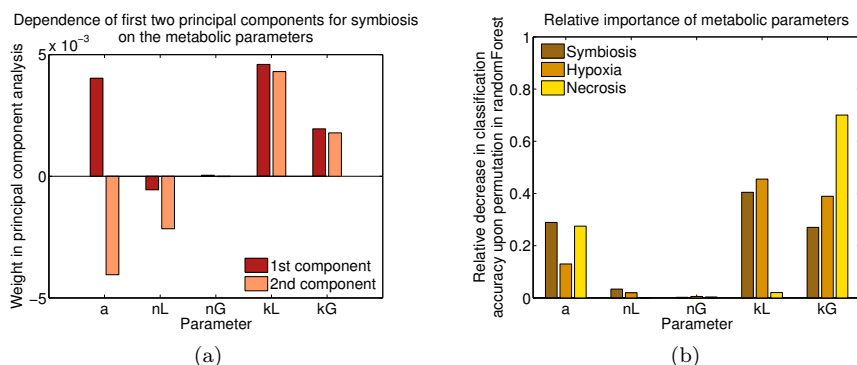 Dependence of first two principal components for symbiosis
on the metabolic parameters
x 10⁻³
5
0
−5
Weight in principal component analysis
1st component
2nd component
a nL nG kL kG
Parameter
(a)
Relative importance of metabolic parameters
1
0.8
0.6
0.4
0.2
0
Relative decrease in classification
accuracy upon permutation in randomForest
Symbiosis
Hypoxia
Necrosis
a nL nG kL kG
Parameter
(b)